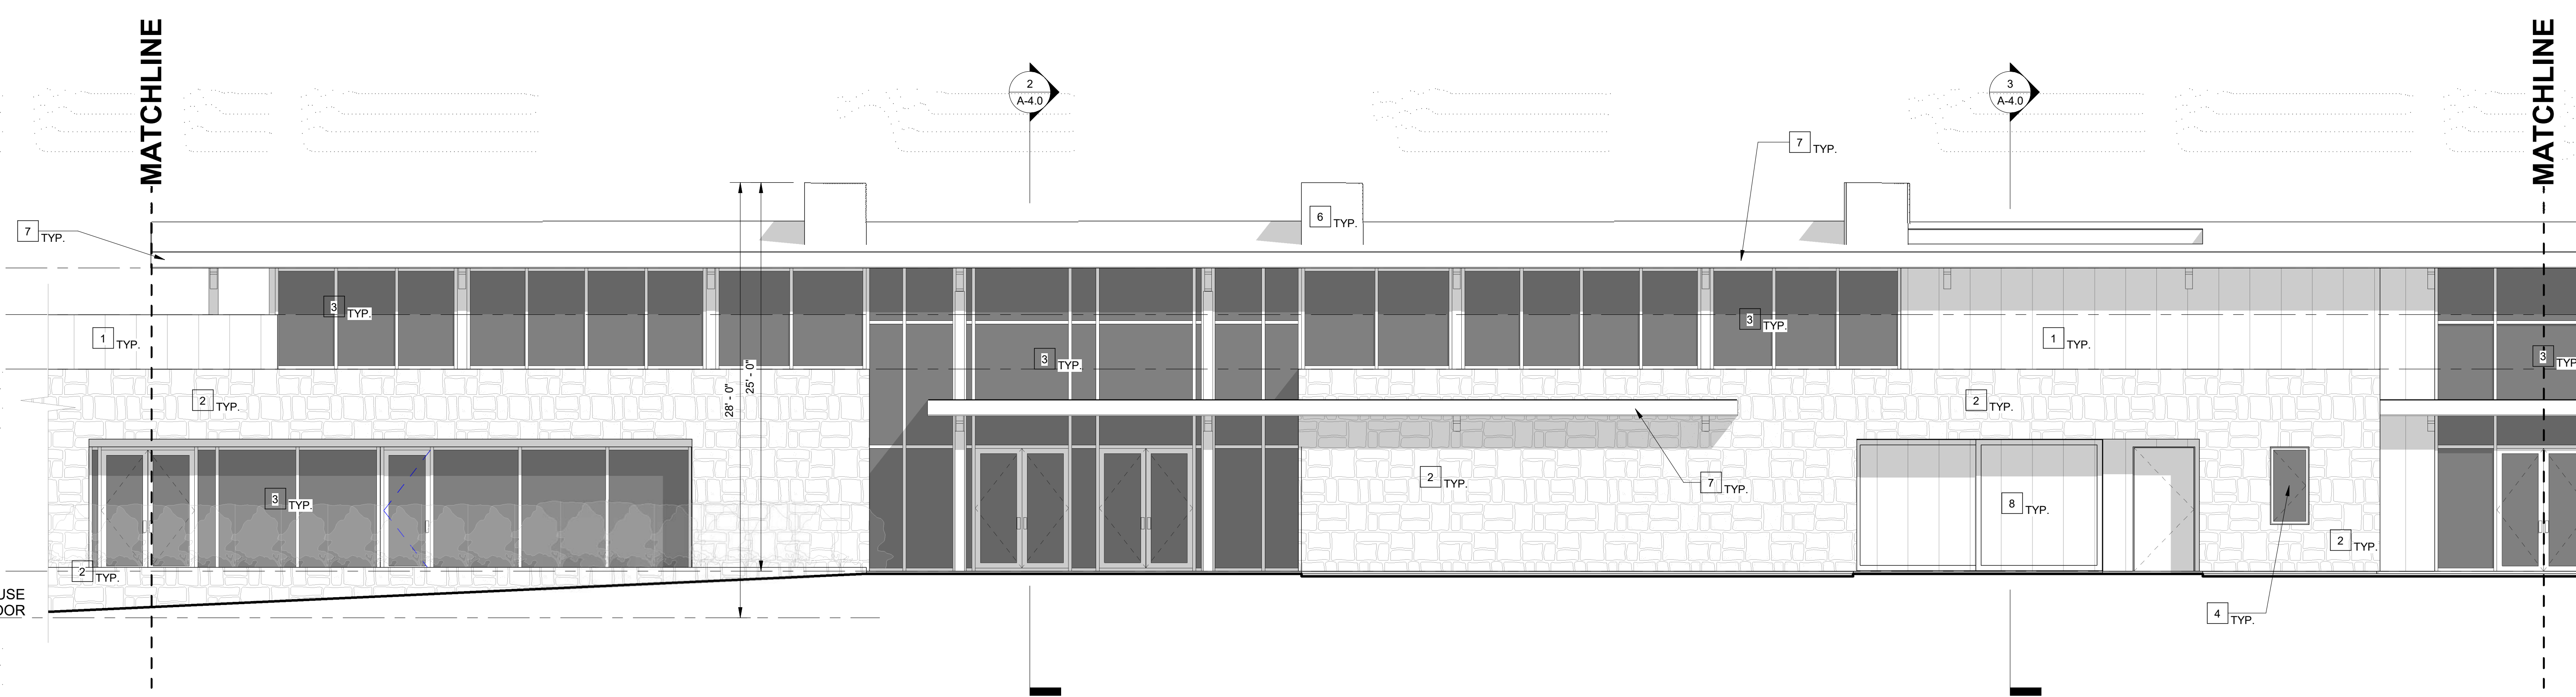 MATCHLINE
MATCHLINE
2
A-4.0
3
A-4.0
7 TYP.
6 TYP.
7 TYP.
3 TYP.
3 TYP.
1 TYP.
3 TYP.
1 TYP.
3 TYP
28' - 0"
25' - 0"
2 TYP.
2 TYP.
2 TYP.
7 TYP.
3 TYP.
8 TYP.
2 TYP.
2 TYP.
USE
OOR
4 TYP.